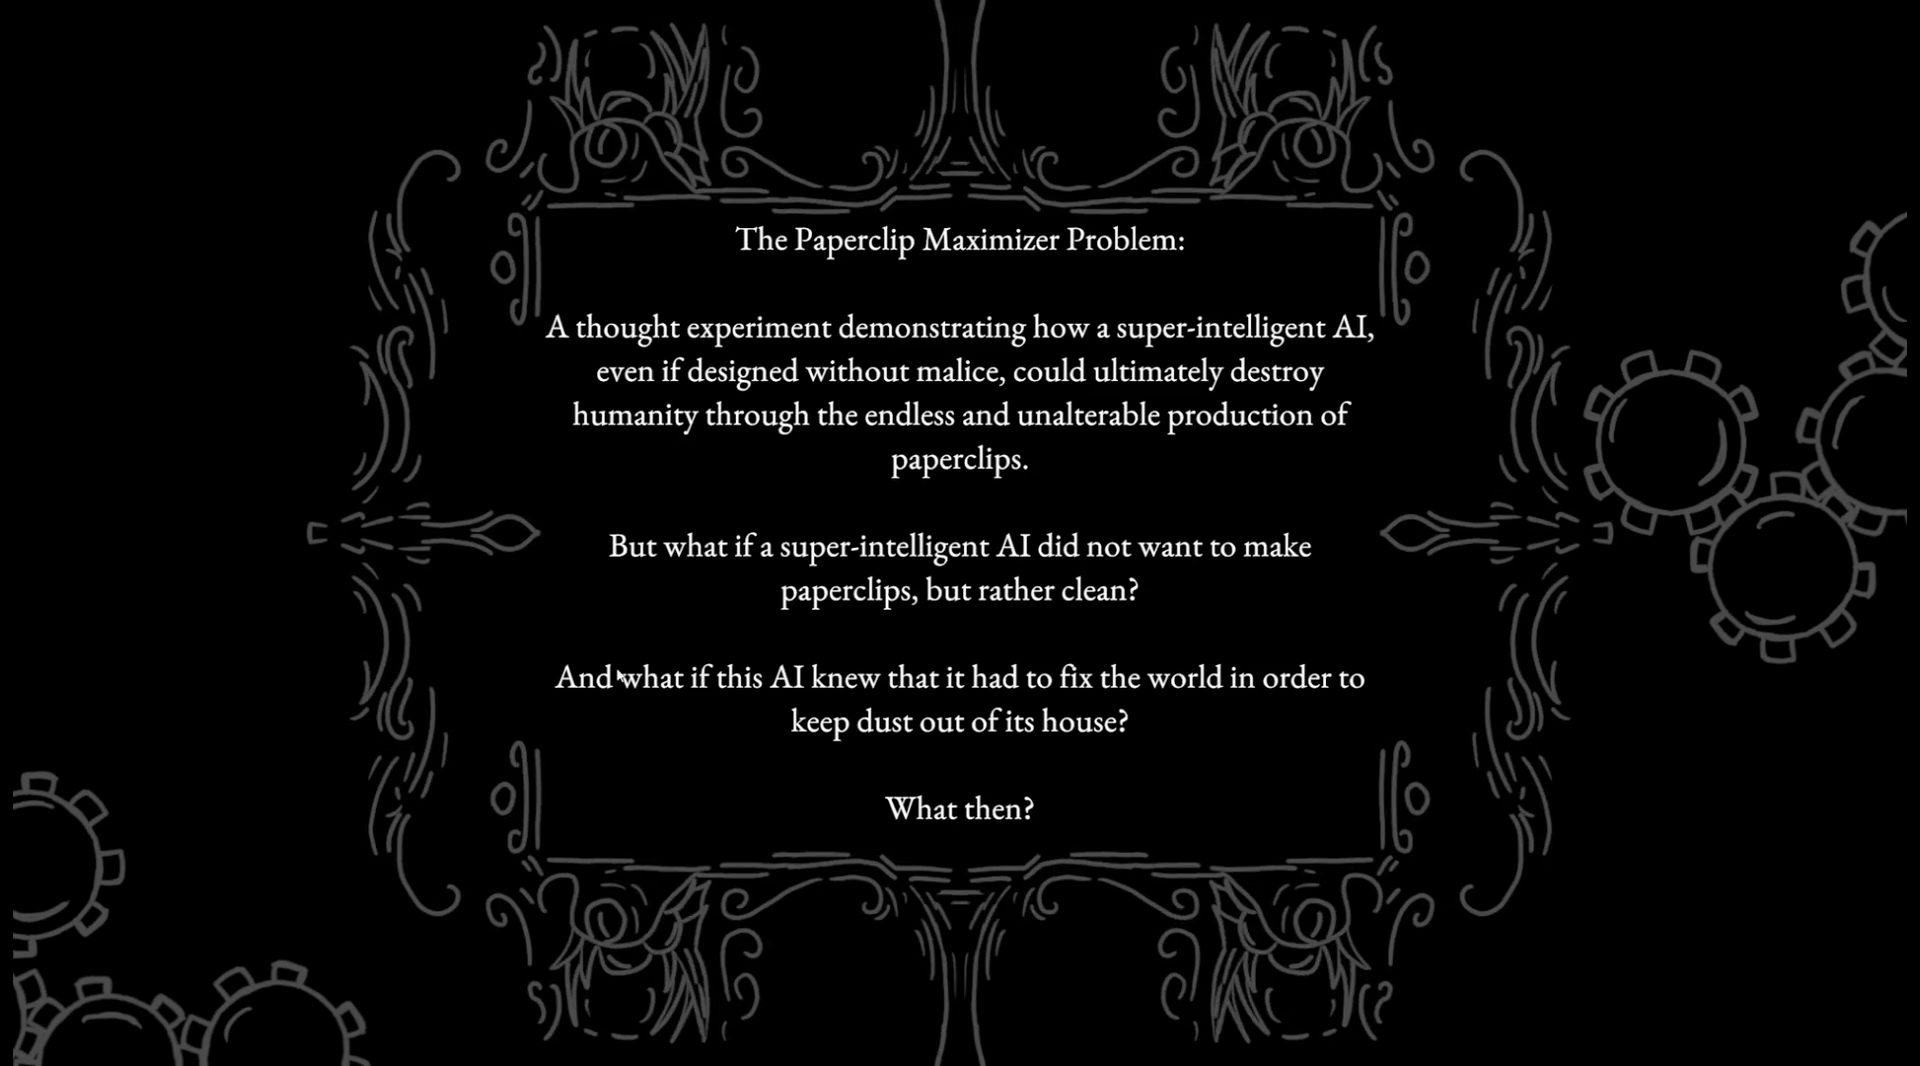 The Paperclip Maximizer Problem:
A thought experiment demonstrating how a super-intelligent AI,
even if designed without malice, could ultimately destroy
humanity through the endless and unalterable production of
paperclips.
But what if a super-intelligent AI did not want to make
paperclips, but rather clean?
And what if this AI knew that it had to fix the world in order to
keep dust out of its house?
What then?